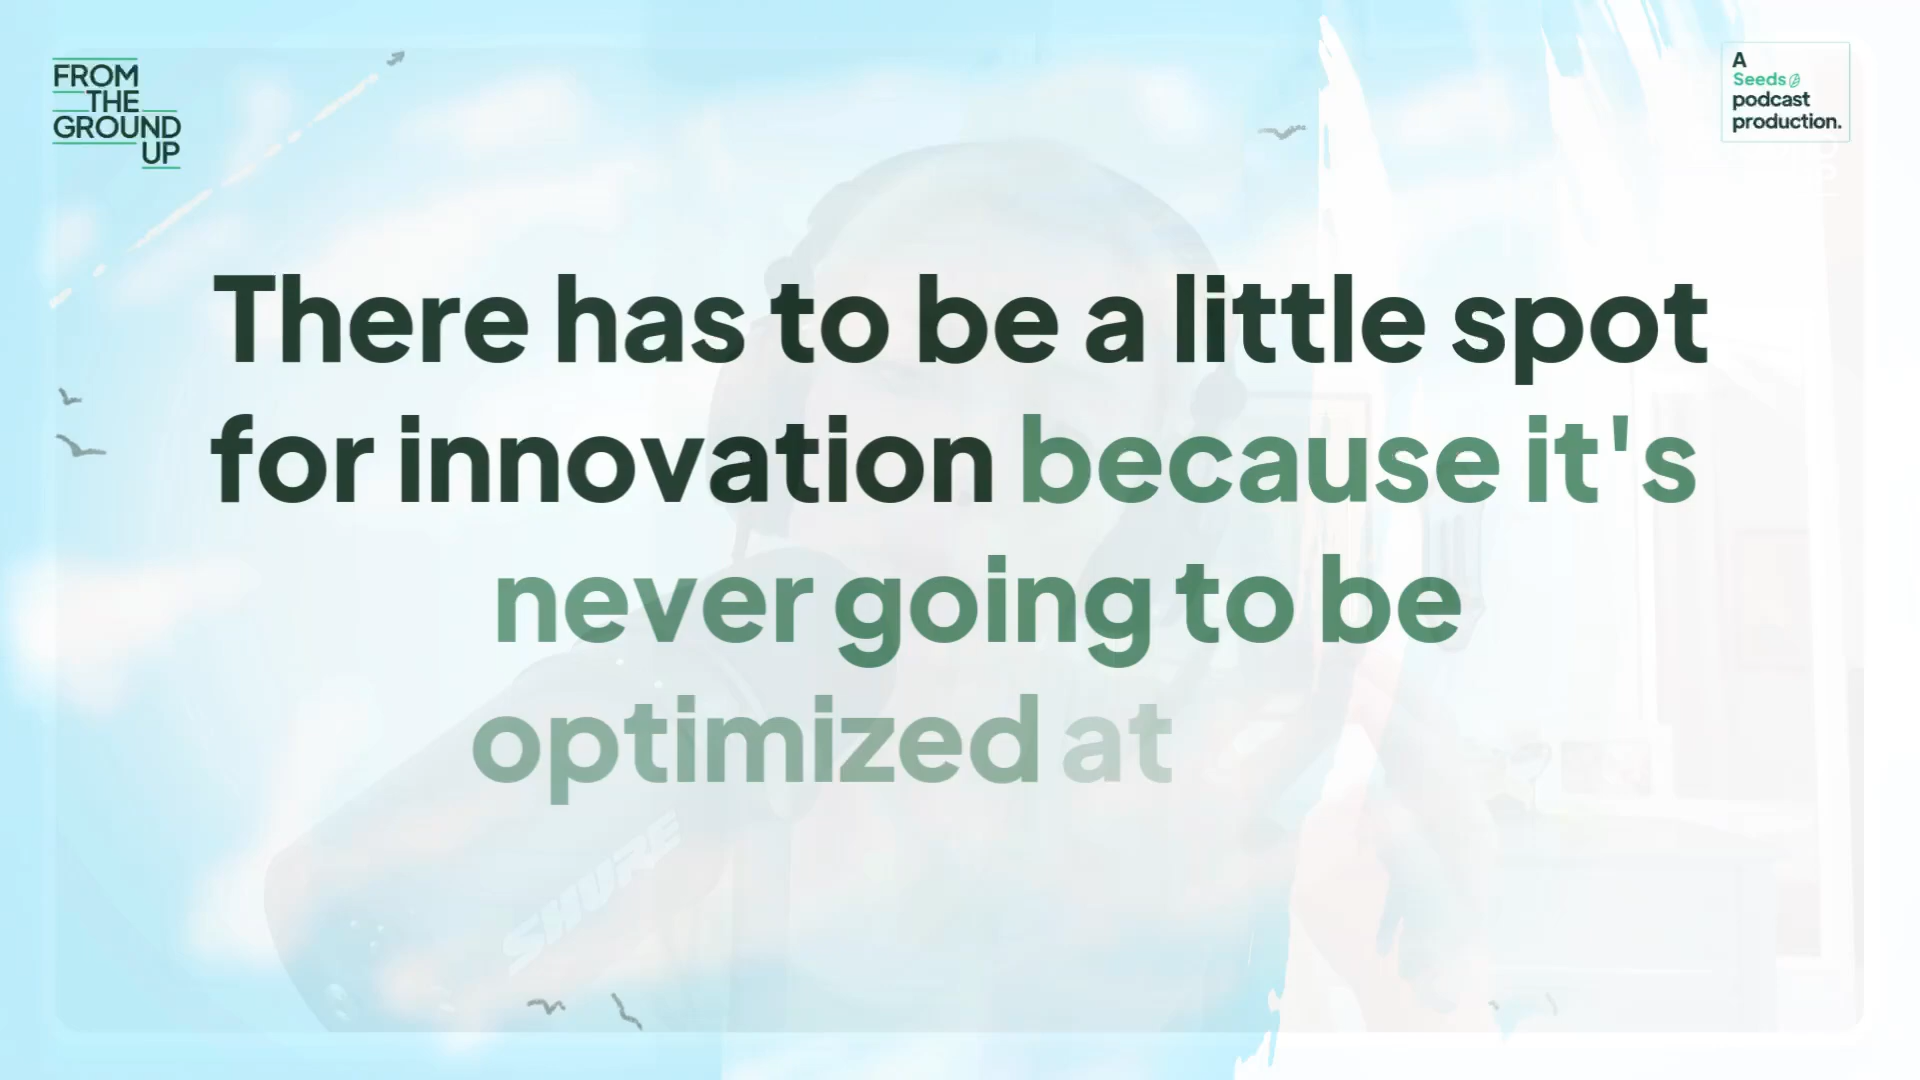 FROM
THE
GROUND
UP
A
Seeds
podcast
production.
There has to be a little spot
for innovation because it's
never going to be
optimized at
SHURE